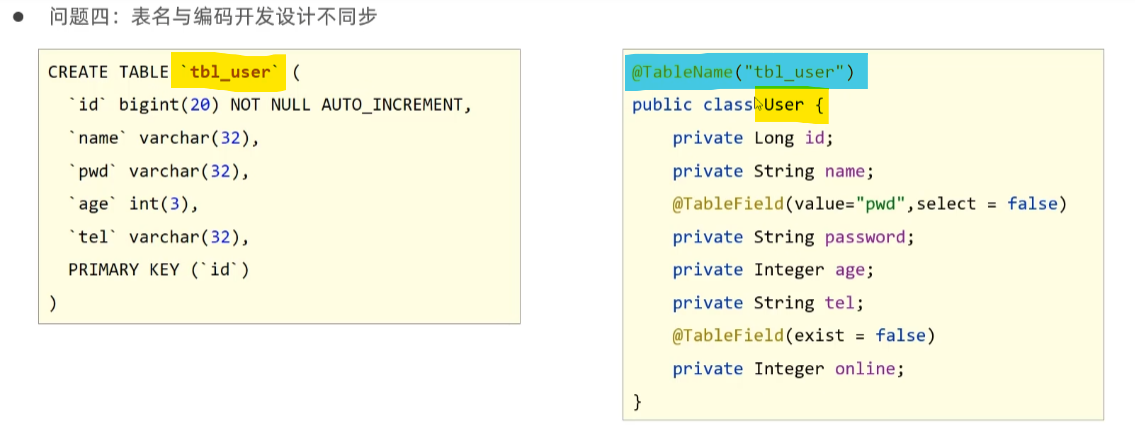 ● 问题四：表名与编码开发设计不同步
CREATE TABLE `tbl_user` (
`id` bigint(20) NOT NULL AUTO_INCREMENT,
`name` varchar(32),
`pwd` varchar(32),
`age` int(3),
`tel` varchar(32),
PRIMARY KEY (`id`)
)
@TableName("tbl_user")
public class User {
private Long id;
private String name;
@TableField(value="pwd",select = false)
private String password;
private Integer age;
private String tel;
@TableField(exist = false)
private Integer online;
}